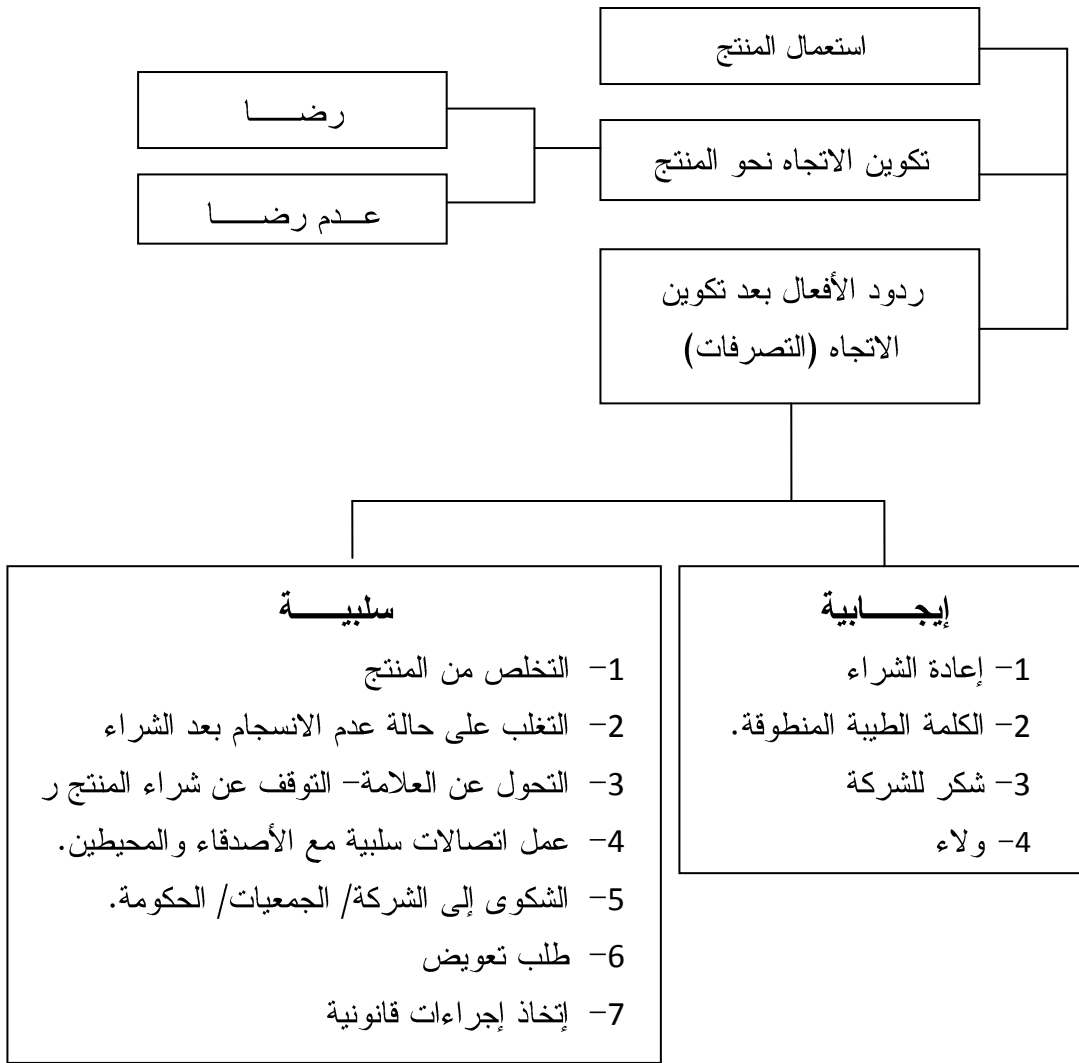 استعمال المنتج
رضـــــا
تكوين الاتجاه نحو المنتج
عـــدم رضـــــا
ردود الأفعال بعد تكوين
الاتجاه (التصرفات)
إيجـــــابية
1- إعادة الشراء
2- الكلمة الطيبة المنطوقة.
3- شكر للشركة
4- ولاء
سلبيـــــة
1- التخلص من المنتج
2- التغلب على حالة عدم الانسجام بعد الشراء
3- التحول عن العلامة- التوقف عن شراء المنتج ر
4- عمل اتصالات سلبية مع الأصدقاء والمحيطين.
5- الشكوى إلى الشركة/ الجمعيات/ الحكومة.
6- طلب تعويض
7- إتخاذ إجراءات قانونية